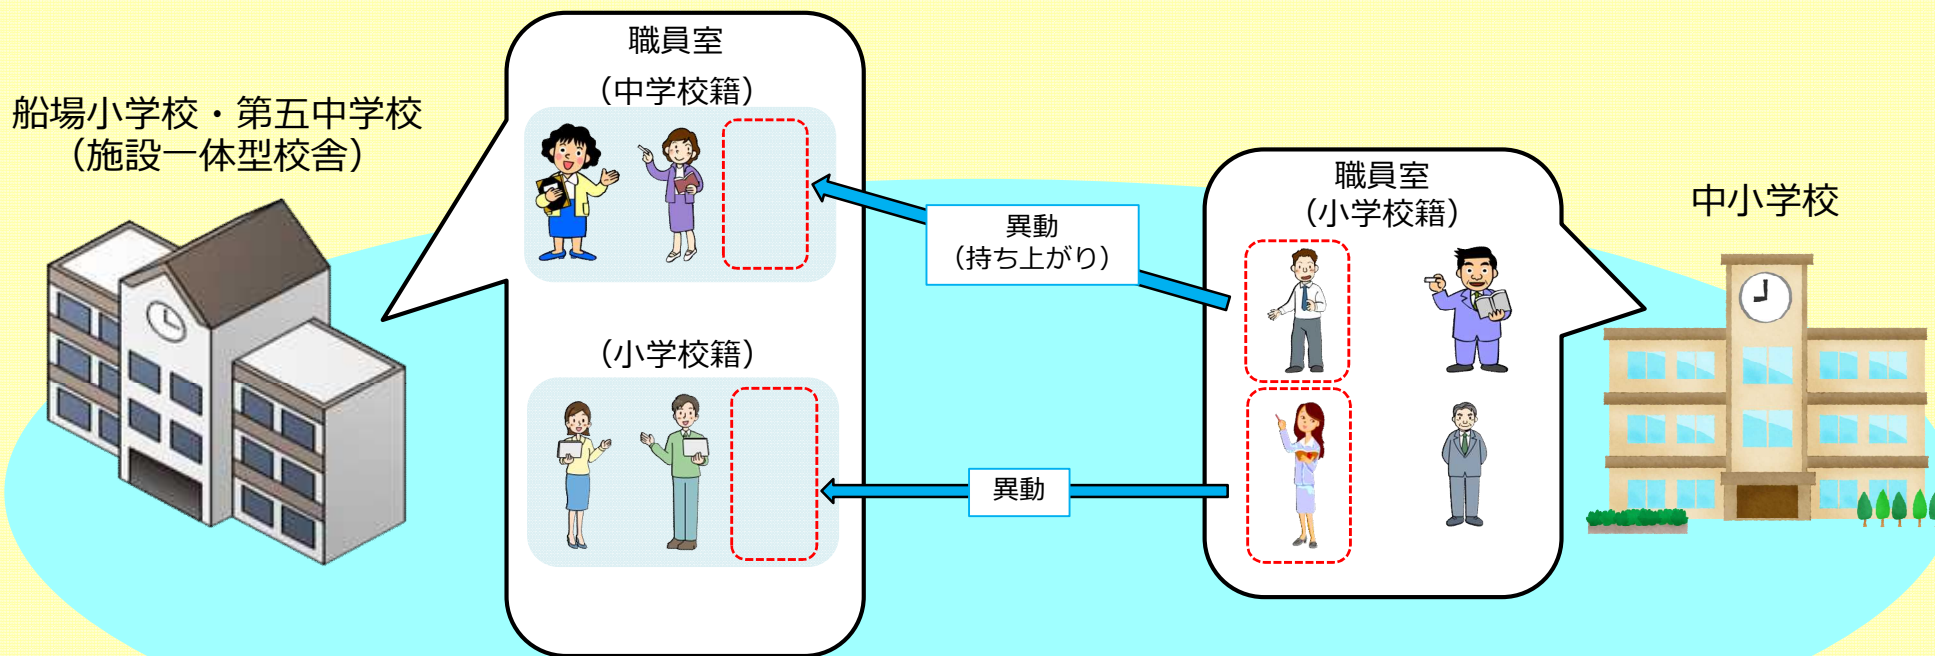 船場小学校・第五中学校
（施設一体型校舎）
職員室
（中学校籍）
（小学校籍）
異動
（持ち上がり）
異動
職員室
（小学校籍）
中小学校